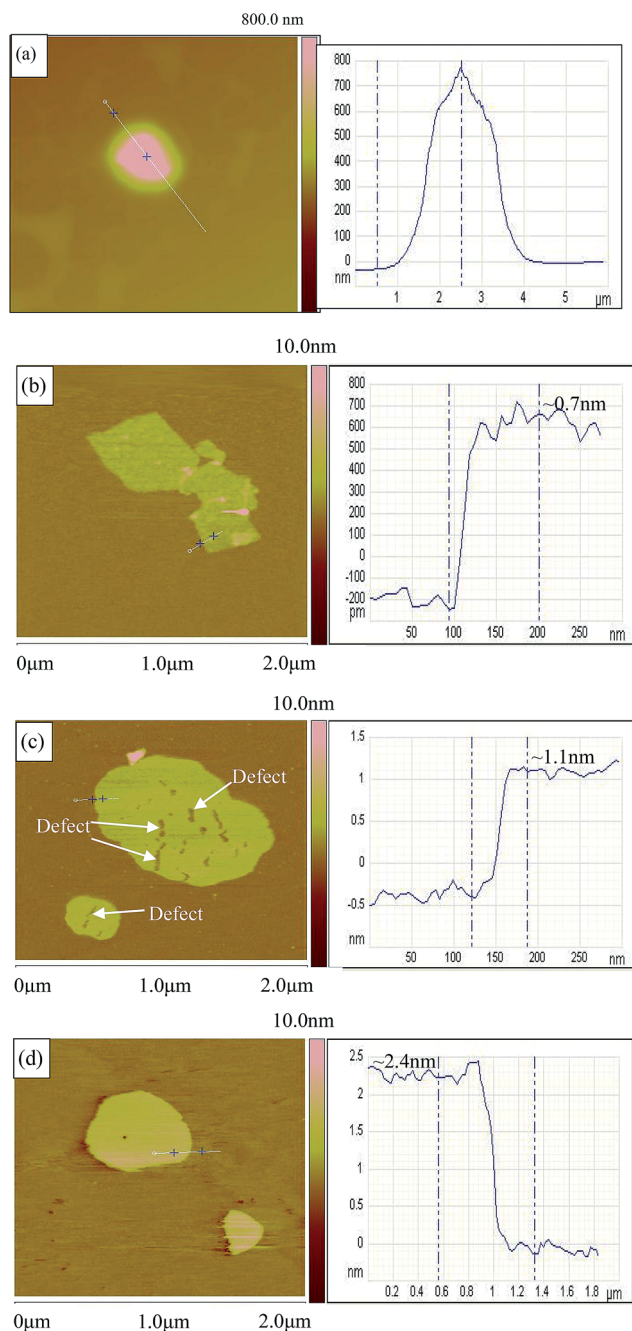 800.0 nm
(a)
800
700
600
500
400
300
200
100
0
nm
1 2 3 4 5 µm
10.0nm
(b)
800
700
600
500
400
300
200
100
0
-100
-200
pm
~0.7nm
50 100 150 200 250 nm
0µm 1.0µm 2.0µm
10.0nm
(c)
Defect
Defect
Defect
1.5
1
0.5
0
-0.5
nm
~1.1nm
50 100 150 200 250 nm
0µm 1.0µm 2.0µm
10.0nm
(d)
2.5
2
1.5
1
0.5
0
nm
~2.4nm
0.2 0.4 0.6 0.8 1 1.2 1.4 1.6 1.8 µm
0µm 1.0µm 2.0µm